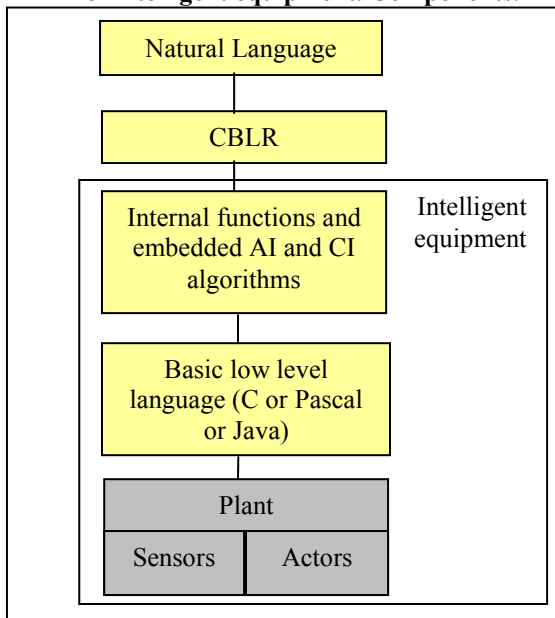 Intelligent equipment. Components.
Natural Language
CBLR
Intelligent
equipment
Internal functions and
embedded AI and CI
algorithms
Basic low level
language (C or Pascal
or Java)
Plant
Sensors
Actors